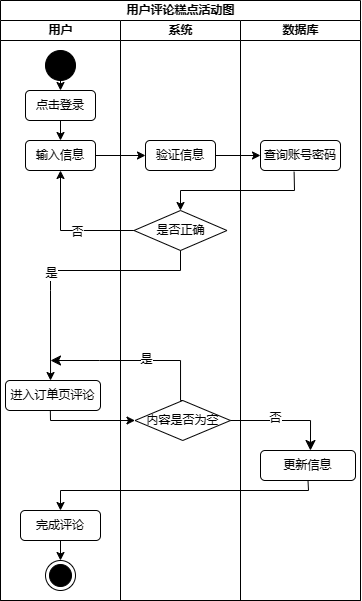 用户评论糕点活动图
用户
系统
数据库
点击登录
输入信息
验证信息
查询账号密码
否
是否正确
是
是
进入订单页评论
内容是否为空
否
更新信息
完成评论